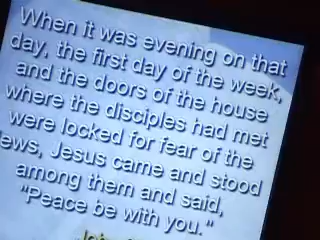 When it was evening on that
day, the first day of the week,
and the doors of the house
where the disciples had met
were locked for fear of the
ews, Jesus came and stood
among them and said,
"Peace be with you."
John